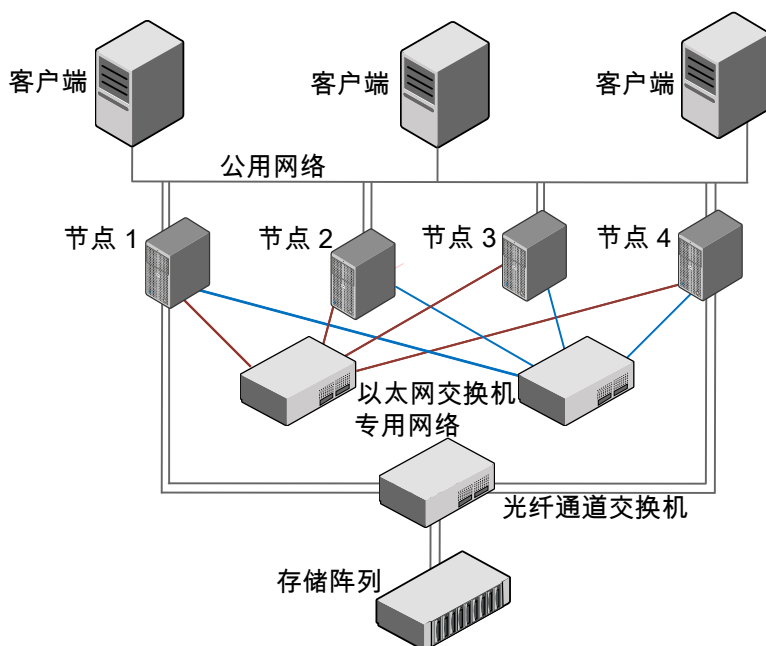 客户端
客户端
客户端
公用网络
节点 1
节点 2
节点 3
节点 4
以太网交换机
专用网络
光纤通道交换机
存储阵列